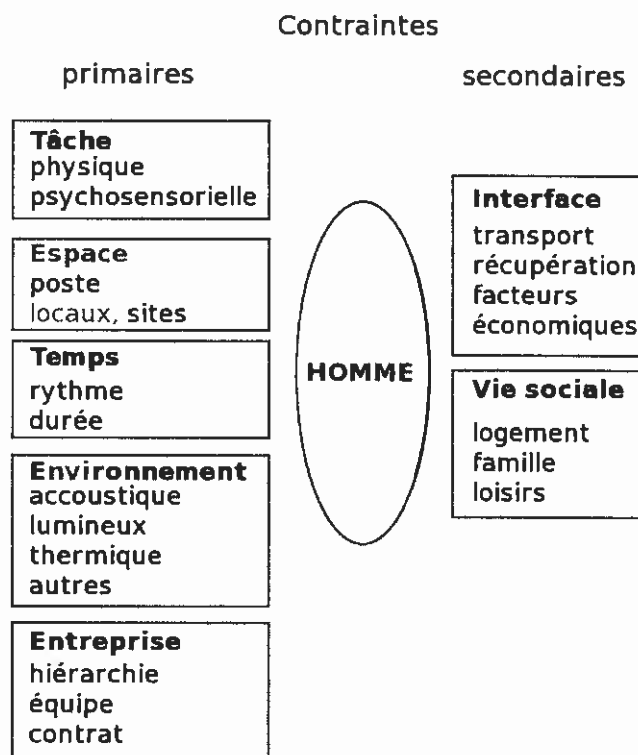 Contraintes
primaires
secondaires
Tâche
physique
psychosensorielle
Espace
poste
locaux, sites
Temps
rythme
durée
Environnement
accoustique
lumineux
thermique
autres
Entreprise
hiérarchie
équipe
contrat
HOMME
Interface
transport
récupération
facteurs
économiques
Vie sociale
logement
famille
loisirs